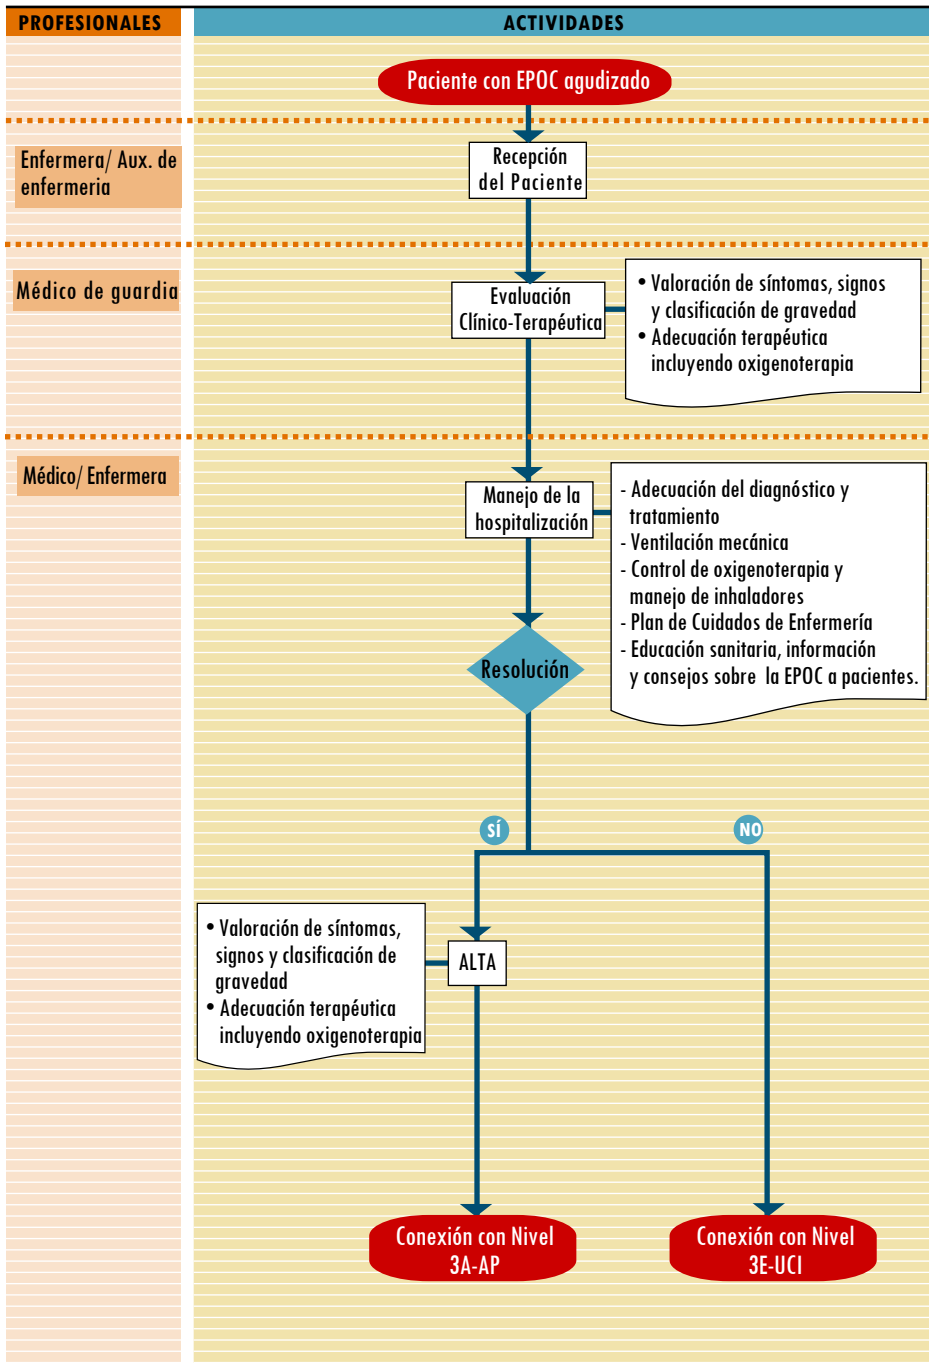 PROFESIONALES
ACTIVIDADES
Paciente con EPOC agudizado
Enfermera/ Aux. de
enfermeria
Recepción
del Paciente
Médico de guardia
Evaluación
Clínico-Terapéutica
• Valoración de síntomas, signos
y clasificación de gravedad
• Adecuación terapéutica
incluyendo oxigenoterapia
Médico/ Enfermera
Manejo de la
hospitalización
- Adecuación del diagnóstico y
tratamiento
- Ventilación mecánica
- Control de oxigenoterapia y
manejo de inhaladores
- Plan de Cuidados de Enfermería
- Educación sanitaria, información
y consejos sobre la EPOC a pacientes.
Resolución
SÍ
NO
• Valoración de síntomas,
signos y clasificación de
gravedad
• Adecuación terapéutica
incluyendo oxigenoterapia
ALTA
Conexión con Nivel
3A-AP
Conexión con Nivel
3E-UCI